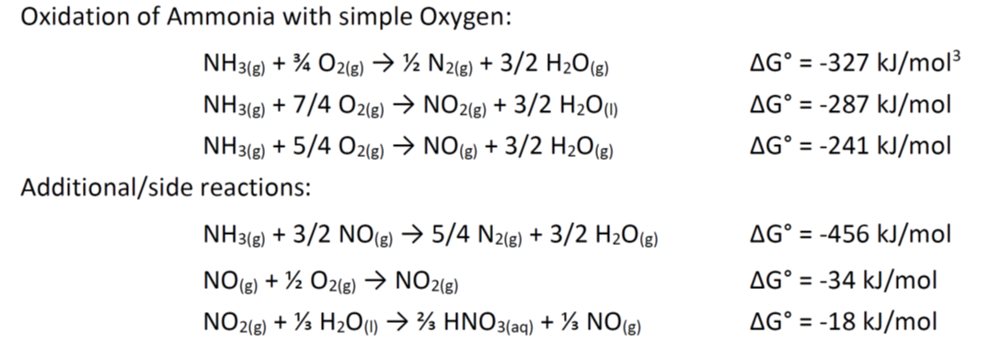 Oxidation of Ammonia with simple Oxygen:
NH3(g) + ¾ O2(g) → ½ N2(g) + 3/2 H2O(g) ΔG° = -327 kJ/mol³
NH3(g) + 7/4 O2(g) → NO2(g) + 3/2 H2O(l) ΔG° = -287 kJ/mol
NH3(g) + 5/4 O2(g) → NO(g) + 3/2 H2O(g) ΔG° = -241 kJ/mol
Additional/side reactions:
NH3(g) + 3/2 NO(g) → 5/4 N2(g) + 3/2 H2O(g) ΔG° = -456 kJ/mol
NO(g) + ½ O2(g) → NO2(g) ΔG° = -34 kJ/mol
NO2(g) + ⅓ H2O(l) → ⅔ HNO3(aq) + ⅓ NO(g) ΔG° = -18 kJ/mol